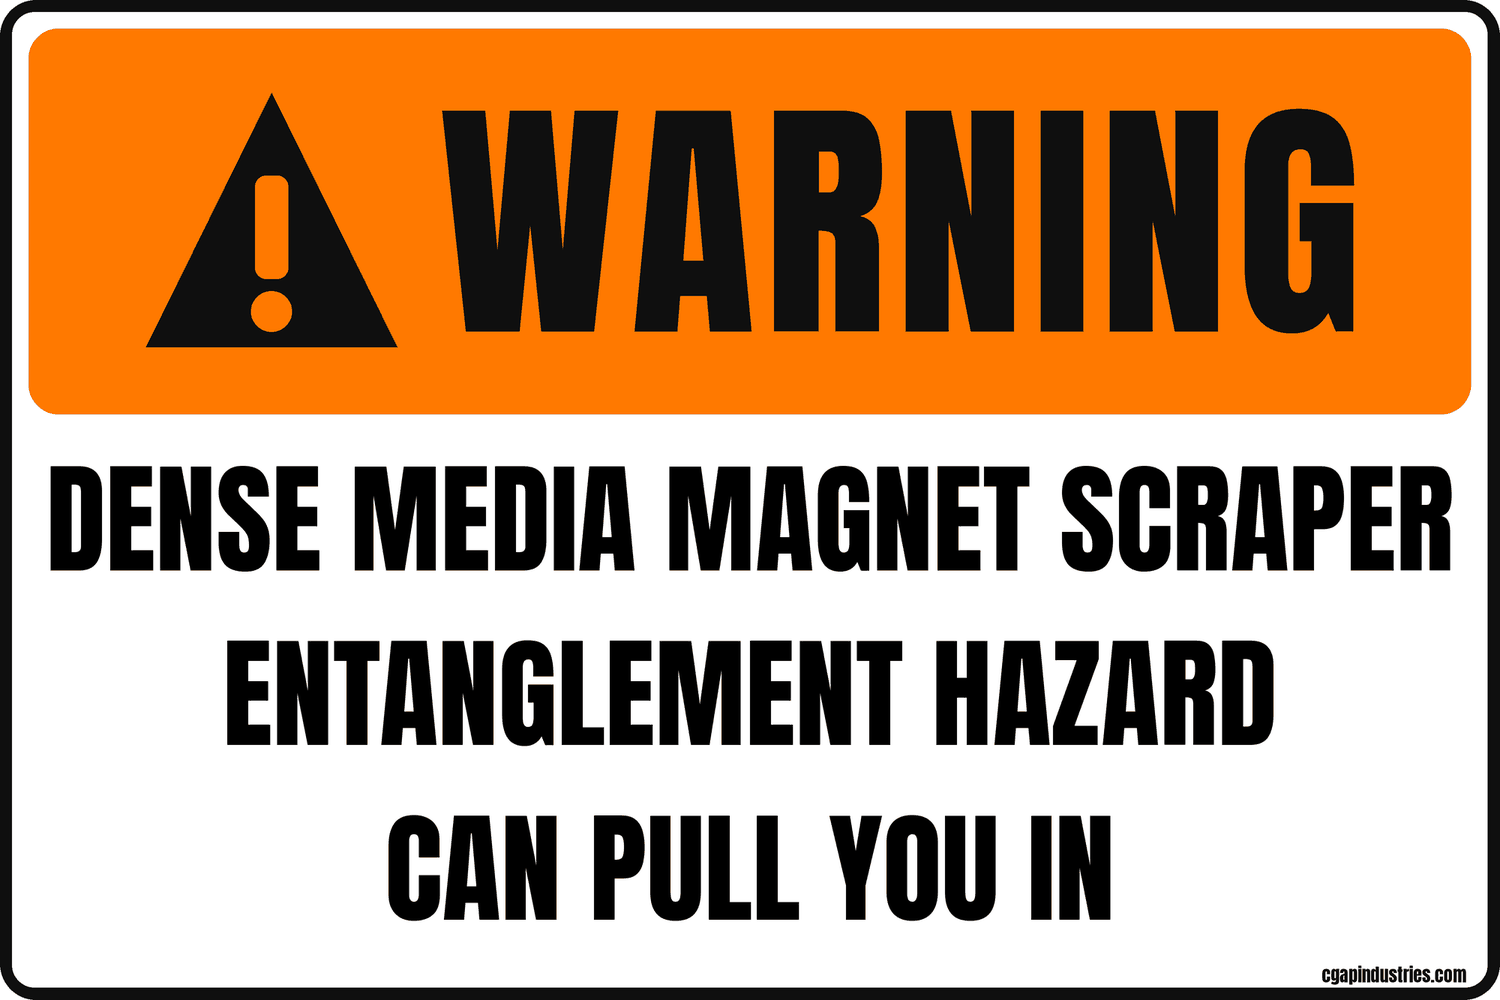 WARNING
DENSE MEDIA MAGNET SCRAPER
ENTANGLEMENT HAZARD
CAN PULL YOU IN
cgapindustries.com